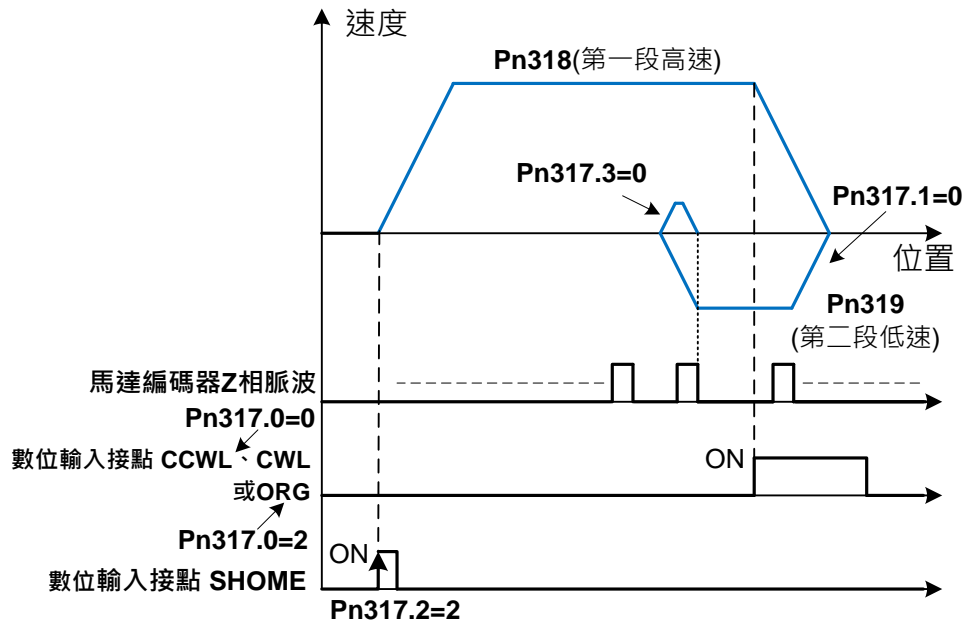 速度
Pn318(第一段高速)
Pn317.3=0
Pn317.1=0
位置
Pn319
(第二段低速)
馬達編碼器Z相脈波
Pn317.0=0
數位輸入接點 CCWL、CWL
或ORG
ON
Pn317.0=2
ON
數位輸入接點 SHOME
Pn317.2=2